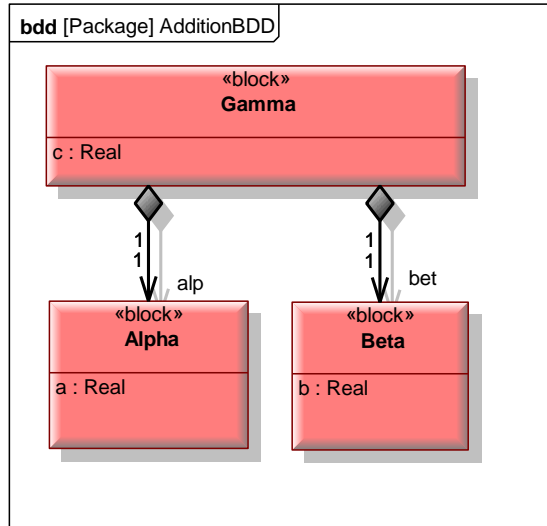 bdd [Package] AdditionBDD
«block»
Gamma
c : Real
1
1
1
1
alp
bet
«block»
Alpha
a : Real
«block»
Beta
b : Real